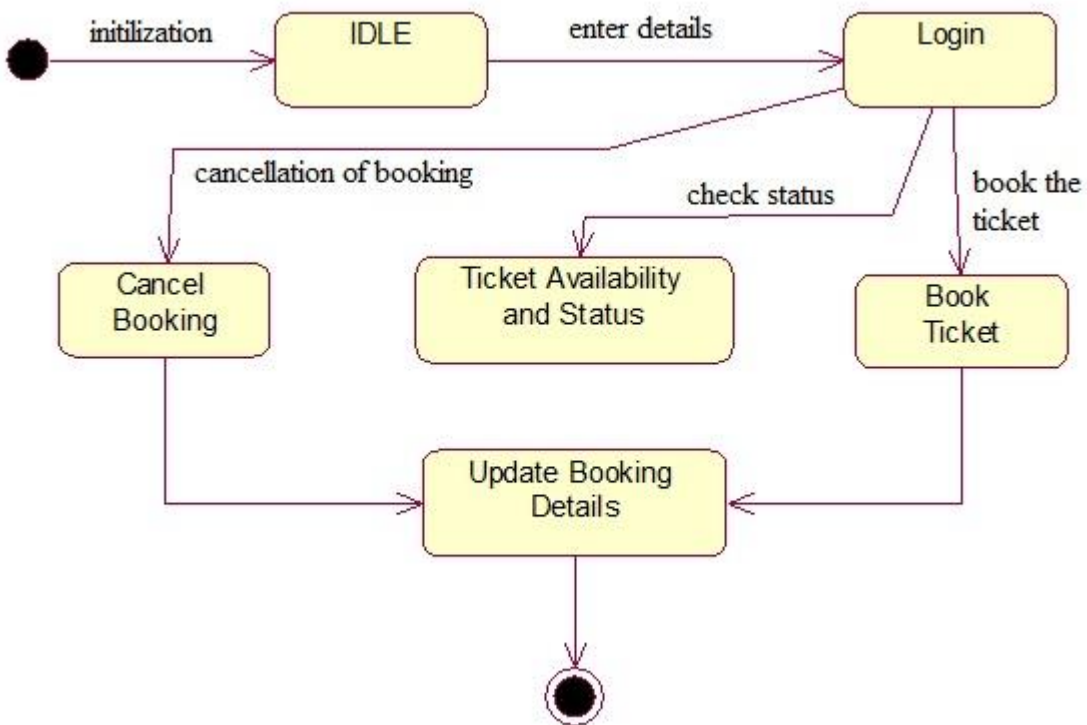 initilization
IDLE
enter details
Login
cancellation of booking
check status
book the
ticket
Cancel
Booking
Ticket Availability
and Status
Book
Ticket
Update Booking
Details